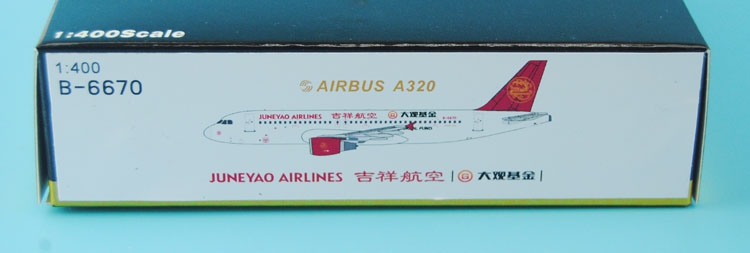 1:400Scale
1:400
B-6670
AIRBUS A320
JUNEYAO AIRLINES 吉祥航空 大观基金
JUNEYAO AIRLINES 吉祥航空 | 大观基金 |